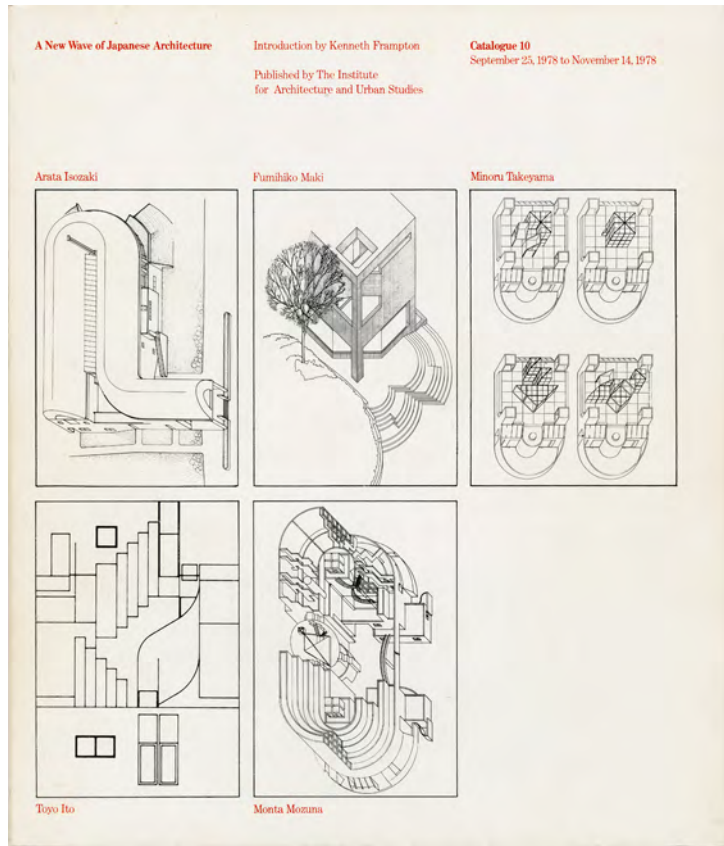 A New Wave of Japanese Architecture
Introduction by Kenneth Frampton
Published by The Institute
for Architecture and Urban Studies
Catalogue 10
September 25, 1978 to November 14, 1978
Arata Isozaki
Fumihiko Maki
Minoru Takeyama
Toyo Ito
Monta Mozuna